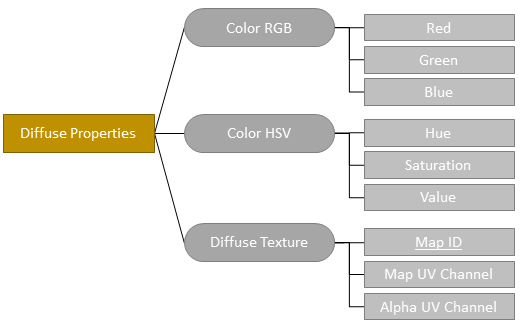 Diffuse Properties
Color RGB
Red
Green
Blue
Color HSV
Hue
Saturation
Value
Diffuse Texture
Map ID
Map UV Channel
Alpha UV Channel